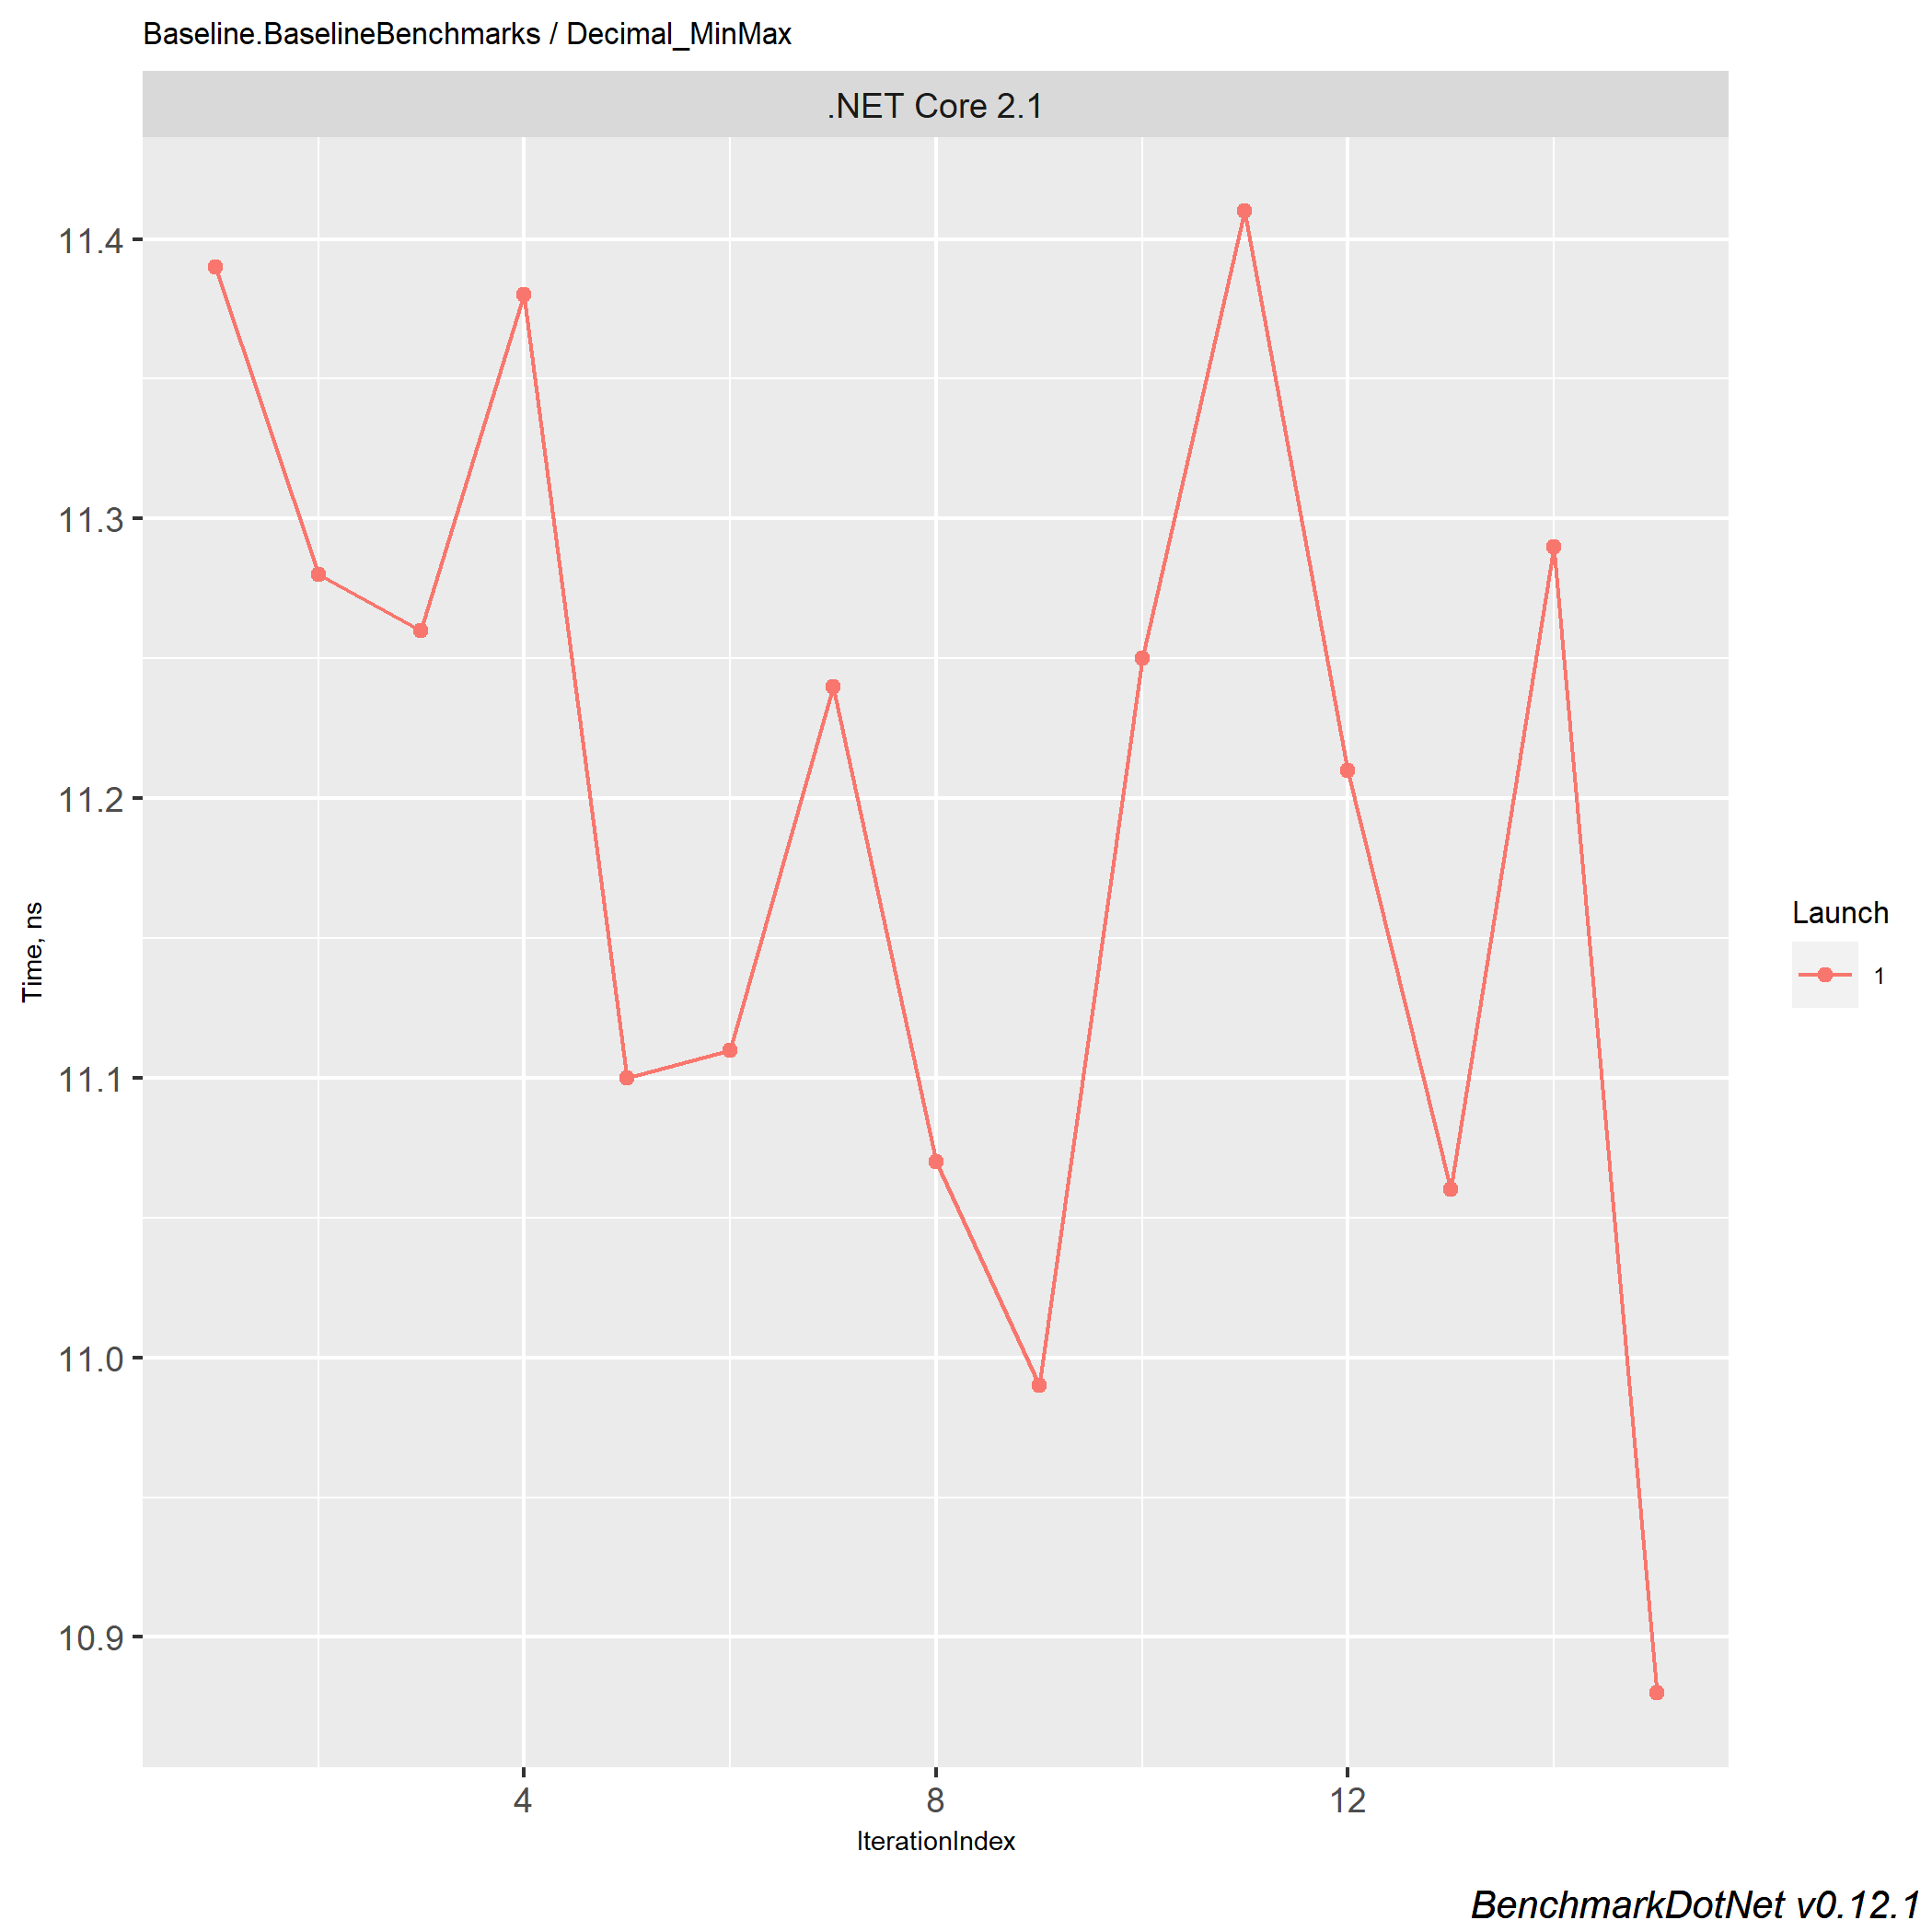 Baseline.BaselineBenchmarks / Decimal_MinMax
.NET Core 2.1
11.4
11.3
11.2
11.1
11.0
10.9
Time, ns
4 8 12
IterationIndex
Launch
1
BenchmarkDotNet v0.12.1